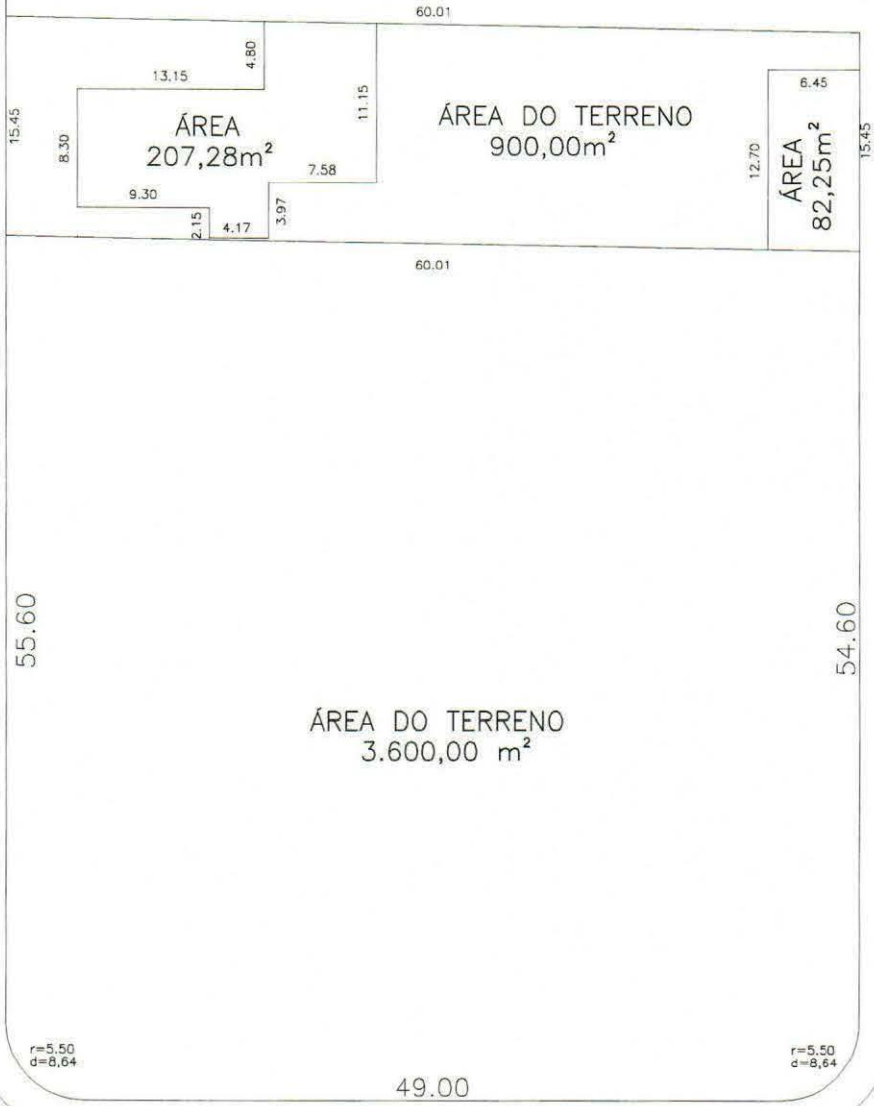 60.01
4.80
13.15
6.45
15.45
11.15
ÁREA DO TERRENO
900,00m²
15.45
8.30
ÁREA
207,28m²
12.70
ÁREA
82,25m²
7.58
9.30
2.15
4.17
3.97
60.01
55.60
54.60
ÁREA DO TERRENO
3.600,00 m²
r=5.50
d=8,64
r=5.50
d=8,64
49.00